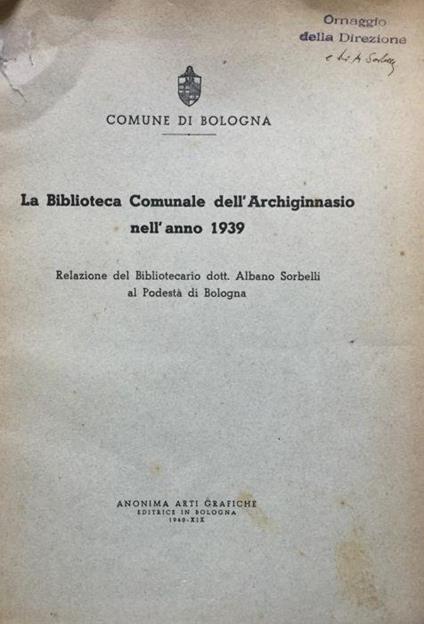 Omaggio
della Direzione
COMUNE DI BOLOGNA
La Biblioteca Comunale dell'Archiginnasio
nell'anno 1939
Relazione del Bibliotecario dott. Albano Sorbelli
al Podestà di Bologna
ANONIMA ARTI GRAFICHE
EDITRICE IN BOLOGNA
1940-XIX